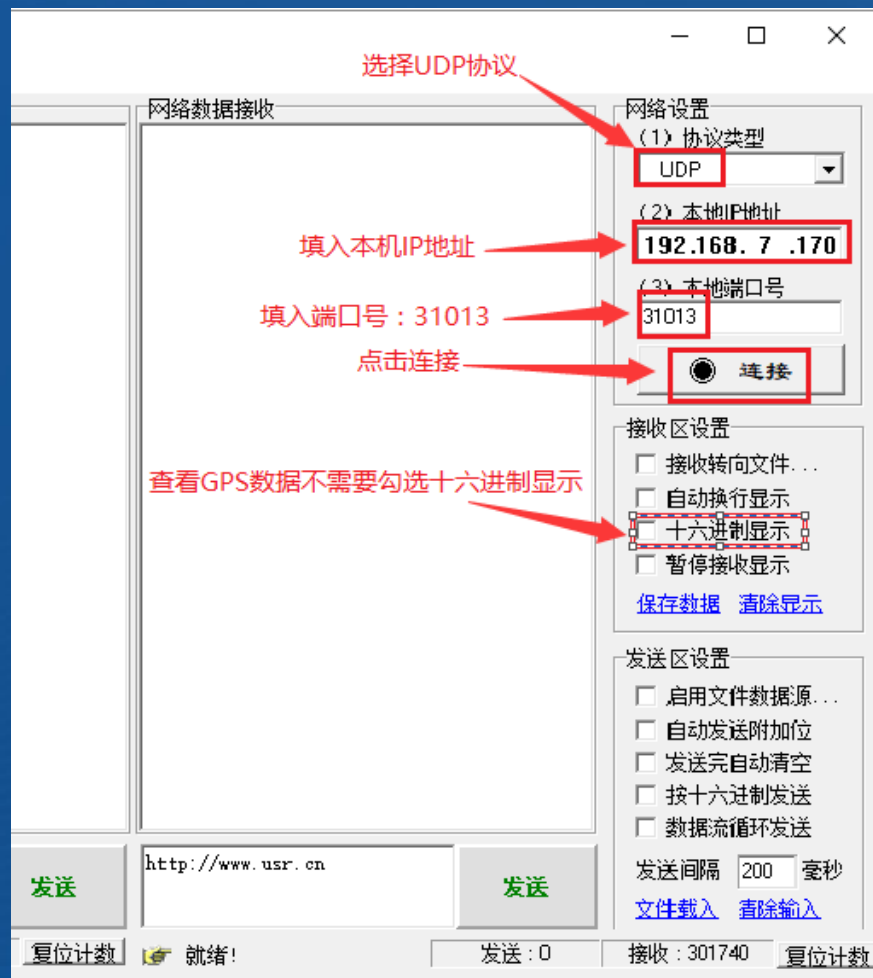 选择UDP协议
网络数据接收
网络设置
(1) 协议类型
UDP
(2) 本地IP地址
填入本机IP地址
192.168. 7 .170
(3) 本地端口号
填入端口号：31013
31013
点击连接
连接
接收区设置
接收转向文件...
查看GPS数据不需要勾选十六进制显示
自动换行显示
十六进制显示
暂停接收显示
保存数据 清除显示
发送区设置
启用文件数据源...
自动发送附加位
发送完自动清空
按十六进制发送
数据流循环发送
http://www.usr.cn
发送
发送
发送间隔 200 毫秒
文件载入 清除输入
复位计数 就绪! 发送:0 接收:301740 复位计数